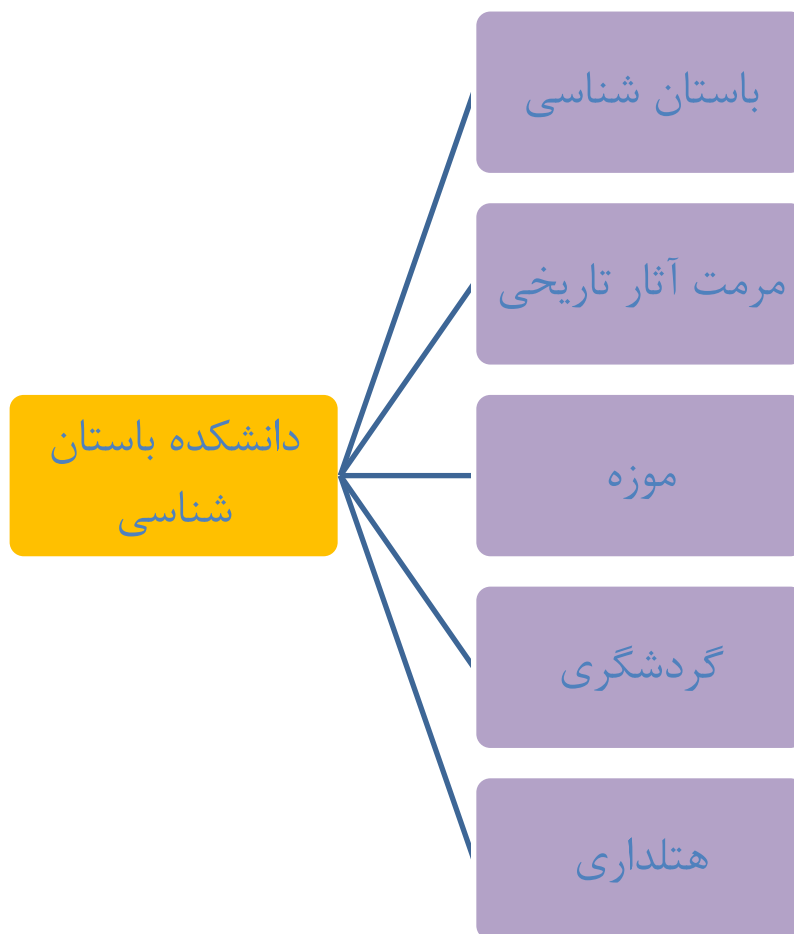 باستان شناسی
مرمت آثار تاریخی
موزه
دانشکده باستان
شناسی
گردشگری
هتلداری